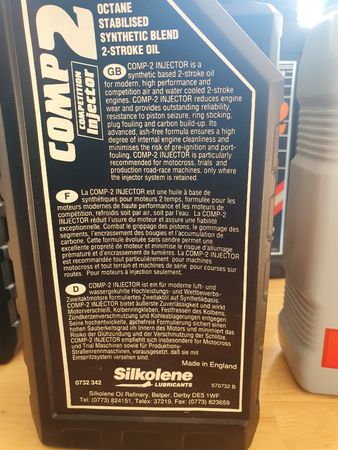 COMP 2
COMPETITION
Injector
OCTANE
STABILISED
SYNTHETIC BLEND
2-STROKE OIL
GB COMP-2 INJECTOR is a
synthetic based 2-stroke oil
for modern, high performance and
competition air and water cooled 2-stroke
engines. COMP-2 INJECTOR reduces engine
wear and provides outstanding reliability,
resistance to piston seizure, ring sticking,
plug fouling and carbon build-up. Its
advanced, ash-free formula ensures a high
degree of internal engine cleanliness and
minimises the risk of pre-ignition and port-
fouling. COMP-2 INJECTOR is particularly
recommended for motocross, trials and
production road-race machines, only where
the injector system is retained.
F La COMP-2 INJECTOR est une huile à base de
synthétiques pour moteurs 2 temps, formulée pour les
moteurs modernes de haute performance et les moteurs de
compétition, refroidis soit par air, soit par l'eau. La COMP-2
INJECTOR réduit l'usure du moteur et assure une fiabilité
exceptionnelle. Combat le grippage des pistons, le gommage des
segments, l'encrassement des bougies et l'accumulation de
carbone. Cette formule évoluée sans cendre permet une
excellente propreté de moteur et minimise le risque d'allumage
prématuré et d'encrassement de lumières. La COMP-2 INJECTOR
est recommandée tout particulièrement pour machines
motocross et tout terrain et machines de série pour courses sur
routes. Pour moteurs à injection seulement.
D COMP-2 INJECTOR ist ein für moderne luft- und
wassergekühlte Hochleistungs- und Wettbewerbs-
Zweitaktmotore formuliertes Zweitaktöl auf Synthetikbasis.
COMP-2 INJECTOR bietet äußerste Zuverlässigkeit und wirkt
Motorverschleiß, Kolbenringkleben, Festfressen des Kolbens,
Zündkerzenverschmutzung und Kohleablagerungen entgegen.
Seine hochentwickelte, aschefreie Formulierung sichert einen
hohen Sauberkeitsgrad im Innern des Motors und minimiert das
Risiko der Glühzündung und der Verschmutzung der Schlitze.
COMP-2 INJECTOR empfiehlt sich insbesondere für Motocross
und Trial Maschinen sowie für Produktions-
Straßenrennmaschinen, vorausgesetzt, daß sie mit
Einspritzsystem versehen sind.
Made in England
0732 342
Silkolene
LUBRICANTS
570732 B
Silkolene Oil Refinery, Belper, Derby DE5 1WF
Tel: (0773) 824151, Telex: 37219, Fax: (0773) 823659